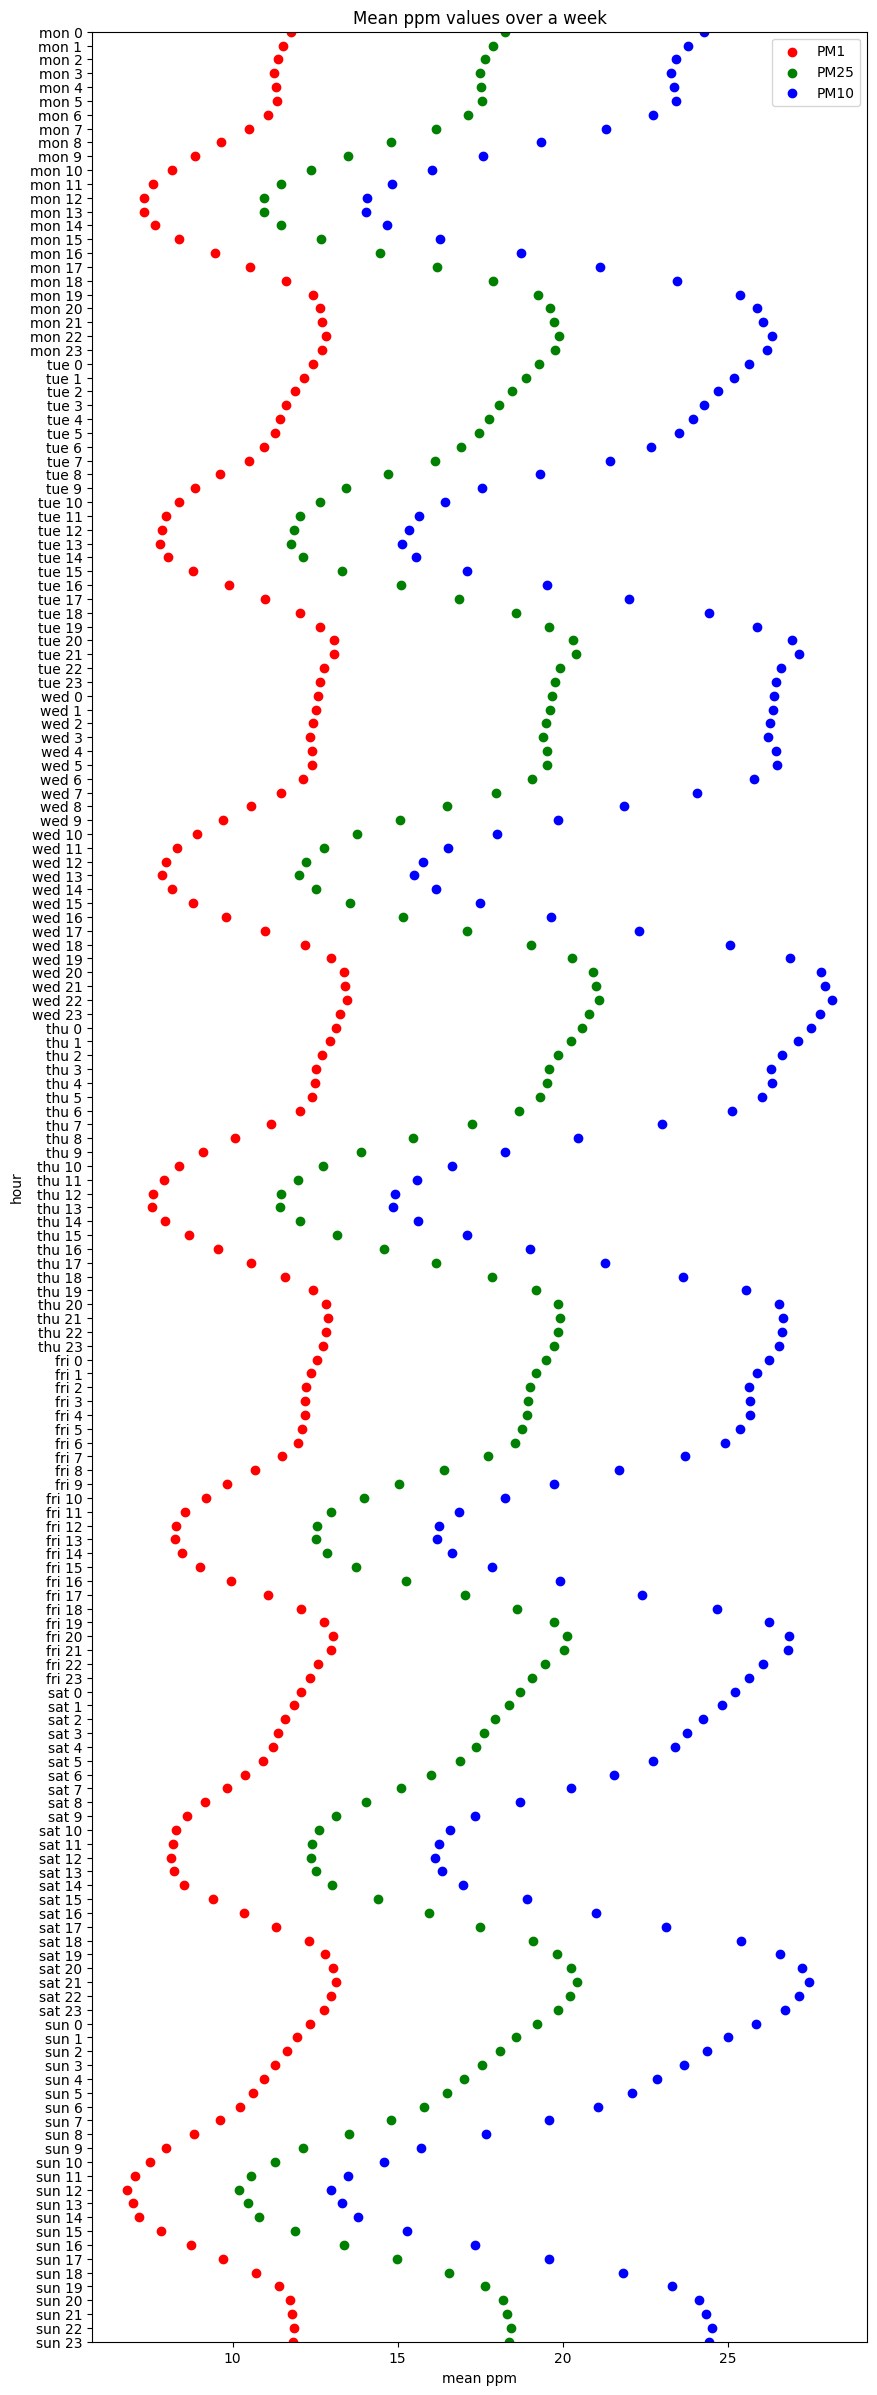 Mean ppm values over a week
PM1
PM25
PM10
mon 0
mon 1
mon 2
mon 3
mon 4
mon 5
mon 6
mon 7
mon 8
mon 9
mon 10
mon 11
mon 12
mon 13
mon 14
mon 15
mon 16
mon 17
mon 18
mon 19
mon 20
mon 21
mon 22
mon 23
tue 0
tue 1
tue 2
tue 3
tue 4
tue 5
tue 6
tue 7
tue 8
tue 9
tue 10
tue 11
tue 12
tue 13
tue 14
tue 15
tue 16
tue 17
tue 18
tue 19
tue 20
tue 21
tue 22
tue 23
wed 0
wed 1
wed 2
wed 3
wed 4
wed 5
wed 6
wed 7
wed 8
wed 9
wed 10
wed 11
wed 12
wed 13
wed 14
wed 15
wed 16
wed 17
wed 18
wed 19
wed 20
wed 21
wed 22
wed 23
thu 0
thu 1
thu 2
thu 3
thu 4
thu 5
thu 6
thu 7
thu 8
thu 9
thu 10
thu 11
thu 12
thu 13
thu 14
thu 15
thu 16
thu 17
thu 18
thu 19
thu 20
thu 21
thu 22
thu 23
fri 0
fri 1
fri 2
fri 3
fri 4
fri 5
fri 6
fri 7
fri 8
fri 9
fri 10
fri 11
fri 12
fri 13
fri 14
fri 15
fri 16
fri 17
fri 18
fri 19
fri 20
fri 21
fri 22
fri 23
sat 0
sat 1
sat 2
sat 3
sat 4
sat 5
sat 6
sat 7
sat 8
sat 9
sat 10
sat 11
sat 12
sat 13
sat 14
sat 15
sat 16
sat 17
sat 18
sat 19
sat 20
sat 21
sat 22
sat 23
sun 0
sun 1
sun 2
sun 3
sun 4
sun 5
sun 6
sun 7
sun 8
sun 9
sun 10
sun 11
sun 12
sun 13
sun 14
sun 15
sun 16
sun 17
sun 18
sun 19
sun 20
sun 21
sun 22
sun 23
hour
10 15 20 25
mean ppm